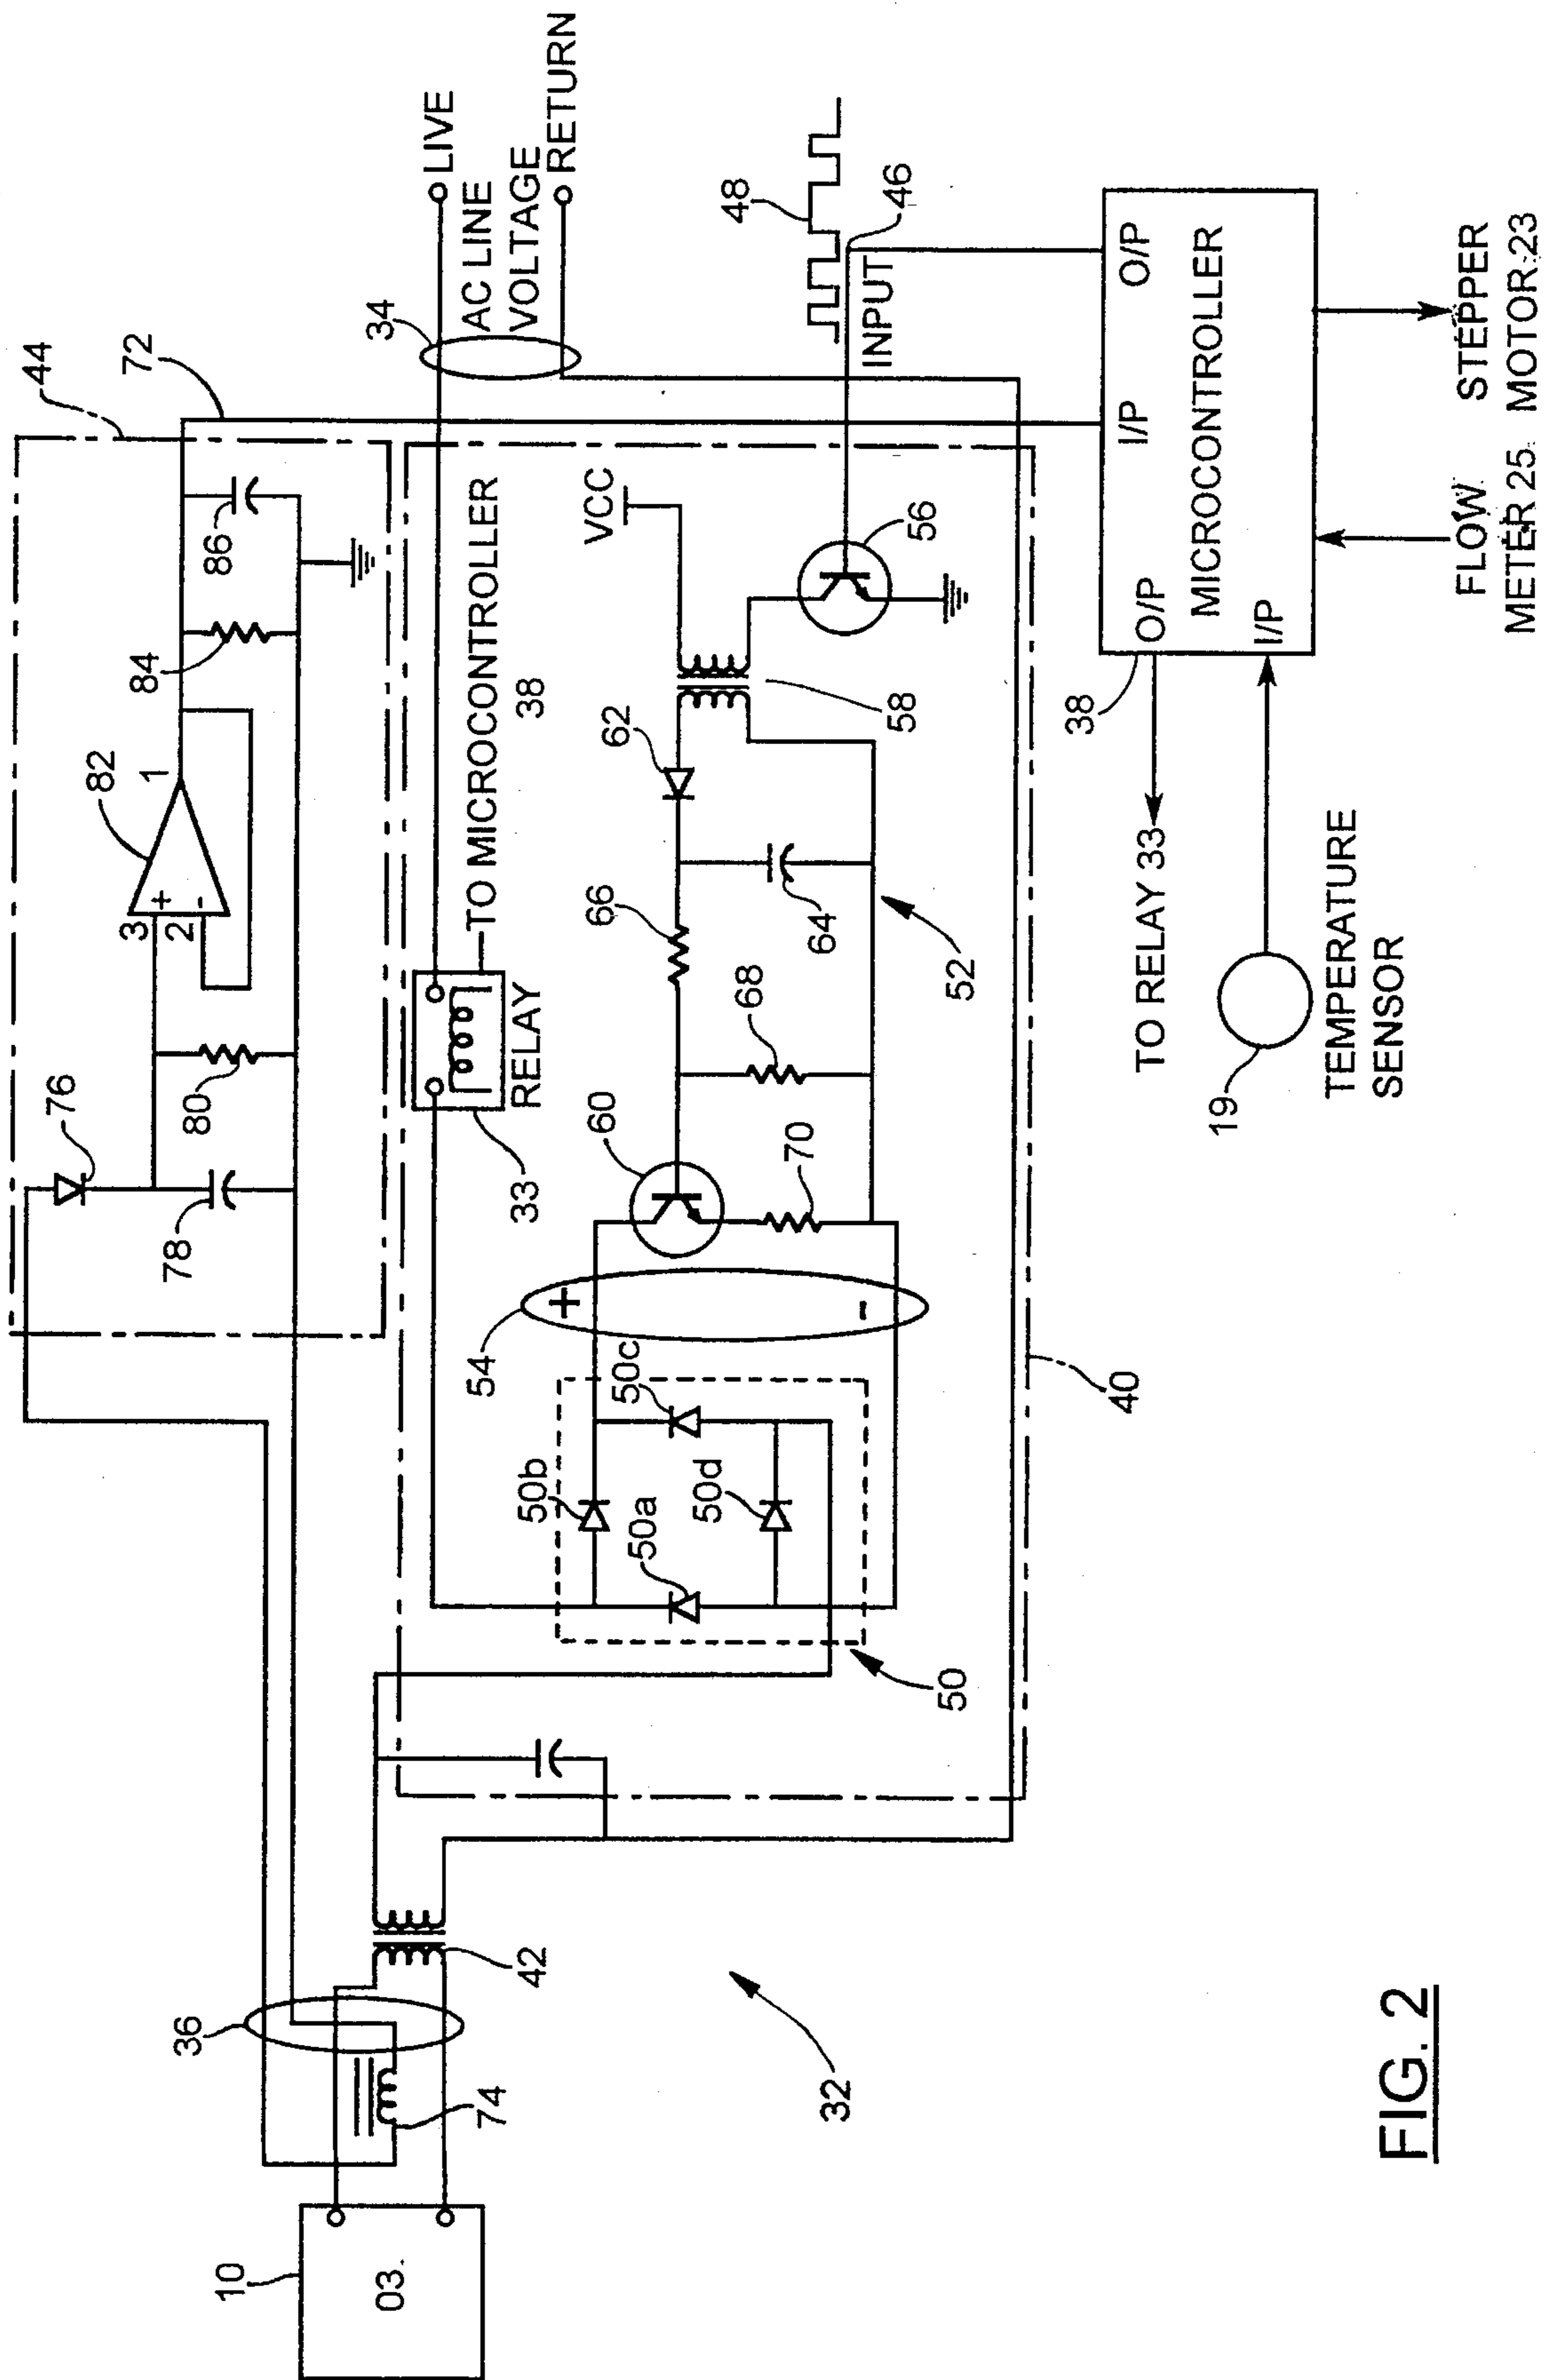 44
72
34
LIVE
AC LINE
VOLTAGE
RETURN
76
78
80
3
2
+
-
82
1
84
86
TO MICROCONTROLLER
38
RELAY
33
VCC
48
46
INPUT
56
58
62
64
66
68
52
60
70
54
+
-
50c
50b
50a
50d
50
40
36
74
42
10
03.
32
O/P
I/P
O/P
I/P
MICROCONTROLLER
38
TO RELAY 33
19
TEMPERATURE
SENSOR
FLOW
METER 25.
STEPPER
MOTOR 23
FIG. 2